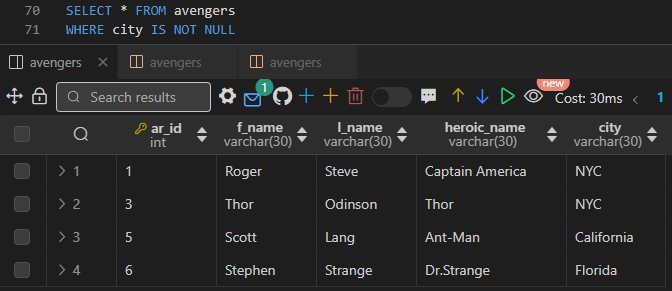 70 SELECT * FROM avengers
71 WHERE city IS NOT NULL
avengers avengers avengers
Search results 1 new Cost: 30ms 1
ar_id f_name l_name heroic_name city
int varchar(30) varchar(30) varchar(30) varchar(30)
1 1 Roger Steve Captain America NYC
2 3 Thor Odinson Thor NYC
3 5 Scott Lang Ant-Man California
4 6 Stephen Strange Dr.Strange Florida